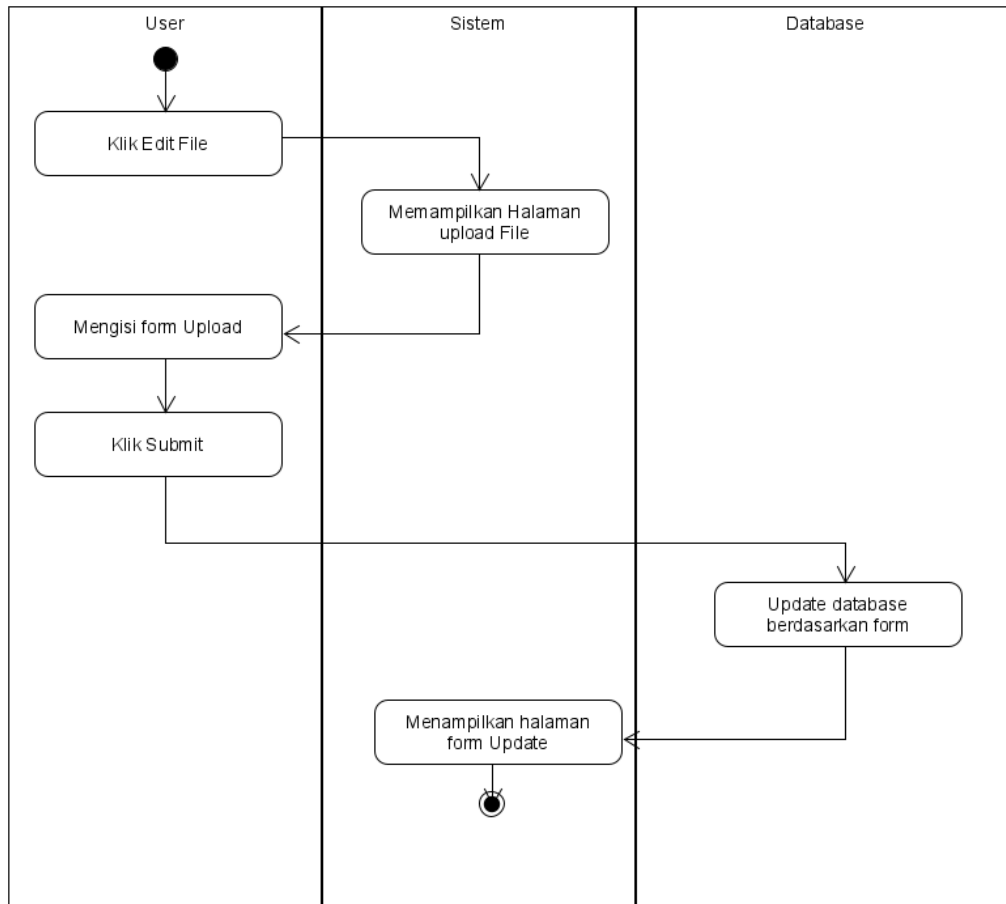 User
Sistem
Database
Klik Edit File
Memampilkan Halaman
upload File
Mengisi form Upload
Klik Submit
Update database
berdasarkan form
Menampilkan halaman
form Update